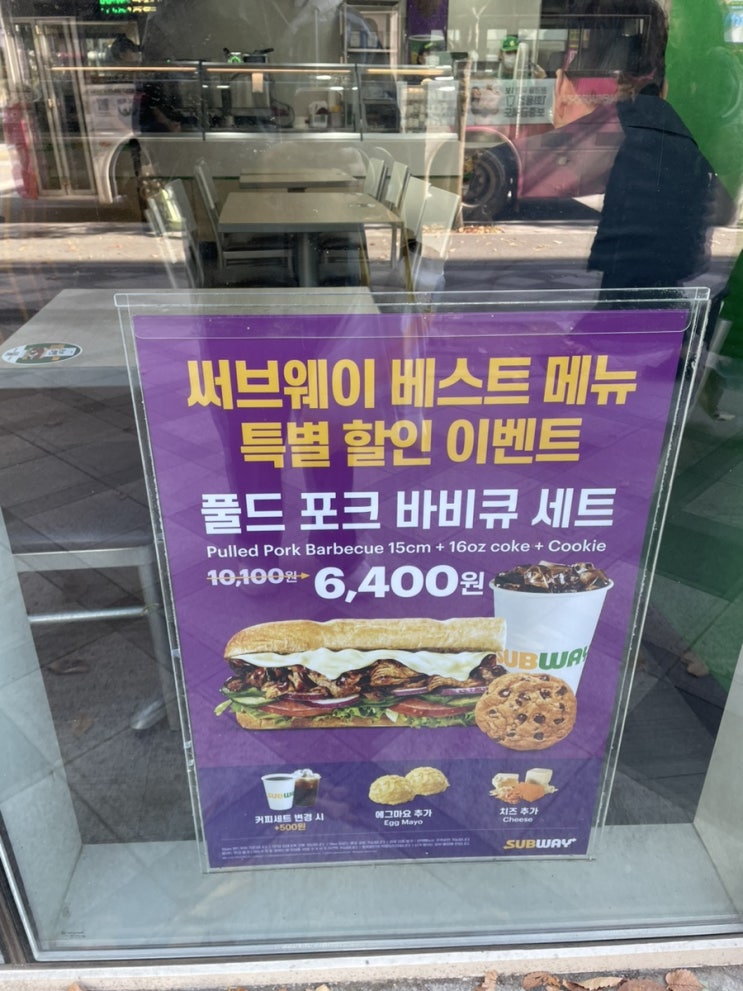 써브웨이 베스트 메뉴
특별 할인 이벤트
풀드 포크 바비큐 세트
Pulled Pork Barbecue 15cm + 16oz coke + Cookie
10,100원 6,400원
SUBWAY
SUBW
커피세트 변경 시
+500원
에그마요 추가
Egg Mayo
치즈 추가
Cheese
SUBWAY